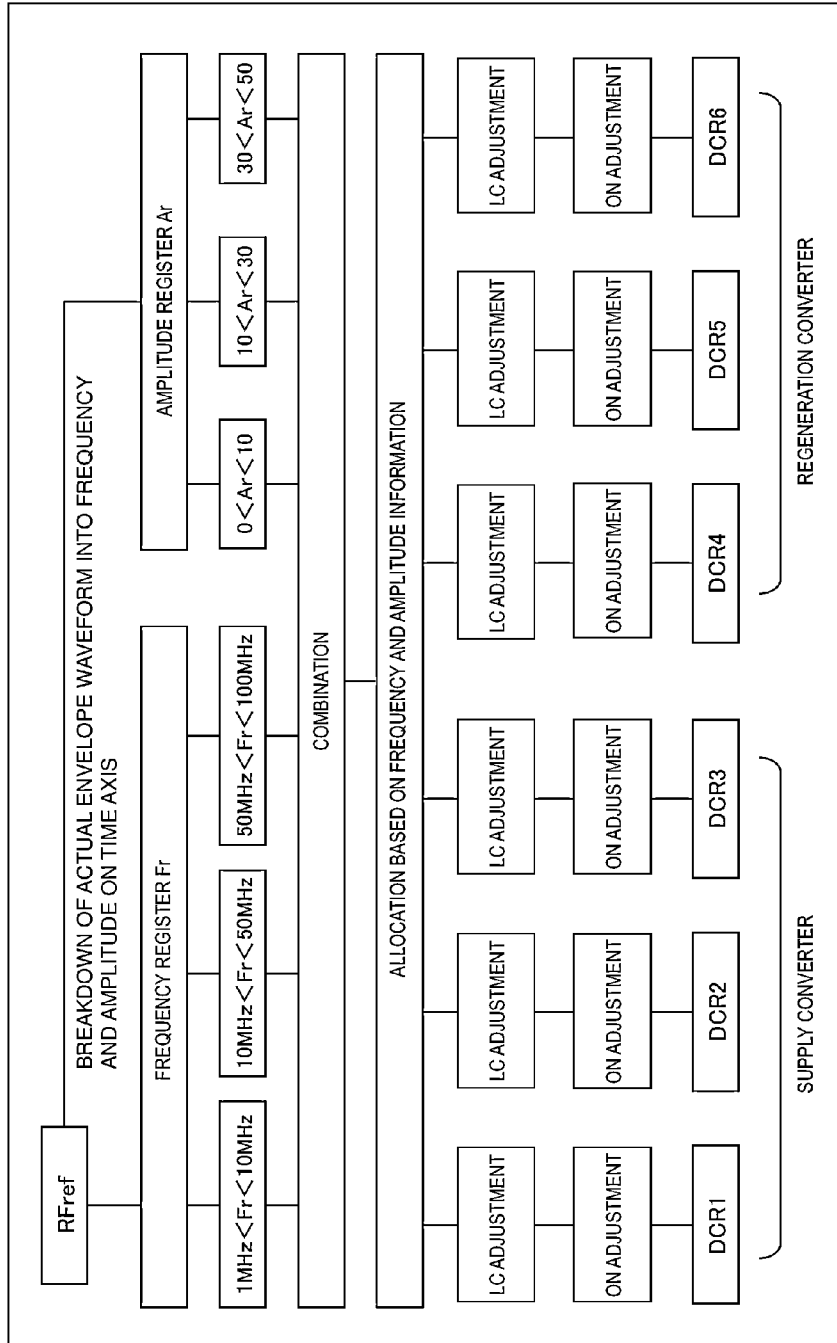 RFref
BREAKDOWN OF ACTUAL ENVELOPE WAVEFORM INTO FREQUENCY
AND AMPLITUDE ON TIME AXIS
FREQUENCY REGISTER Fr
AMPLITUDE REGISTER Ar
1MHz<Fr<10MHz
10MHz<Fr<50MHz
50MHz<Fr<100MHz
0<Ar<10
10<Ar<30
30<Ar<50
COMBINATION
ALLOCATION BASED ON FREQUENCY AND AMPLITUDE INFORMATION
LC ADJUSTMENT
LC ADJUSTMENT
LC ADJUSTMENT
LC ADJUSTMENT
LC ADJUSTMENT
LC ADJUSTMENT
ON ADJUSTMENT
ON ADJUSTMENT
ON ADJUSTMENT
ON ADJUSTMENT
ON ADJUSTMENT
ON ADJUSTMENT
DCR1
DCR2
DCR3
DCR4
DCR5
DCR6
SUPPLY CONVERTER
REGENERATION CONVERTER